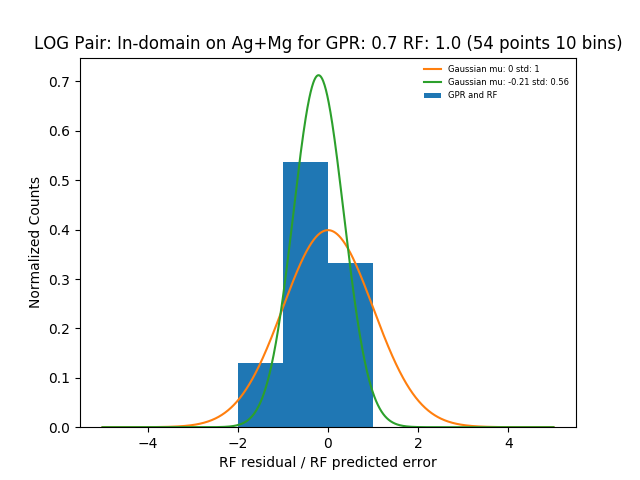 LOG Pair: In-domain on Ag+Mg for GPR: 0.7 RF: 1.0 (54 points 10 bins)
Gaussian mu: 0 std: 1
Gaussian mu: -0.21 std: 0.56
GPR and RF
Normalized Counts
0.7
0.6
0.5
0.4
0.3
0.2
0.1
0.0
−4 −2 0 2 4
RF residual / RF predicted error